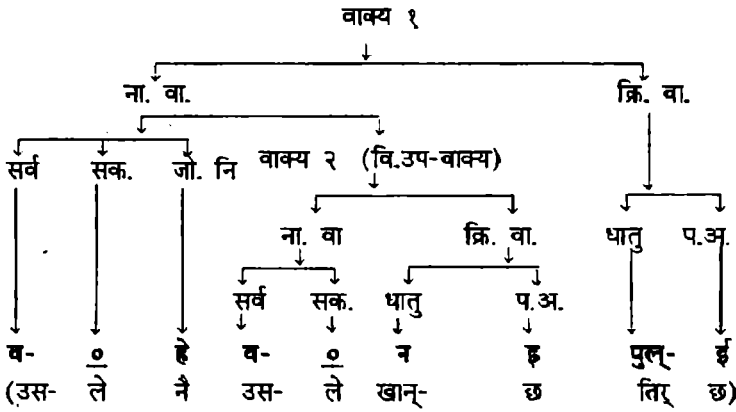 वाक्य १
ना. वा. क्रि. वा.
सर्व सक. जो. नि वाक्य २ (वि.उप-वाक्य)
ना. वा क्रि. वा. धातु प.अ.
सर्व सक. धातु प.अ.
व- ० हे व- ० न इ पुल्- ई
(उस- ले नै उस- ले खान्- छ तिर् छ)